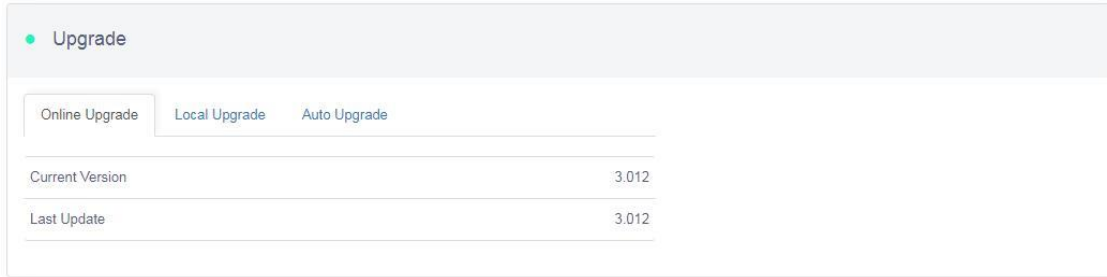 Upgrade
Online Upgrade Local Upgrade Auto Upgrade
Current Version 3.012
Last Update 3.012